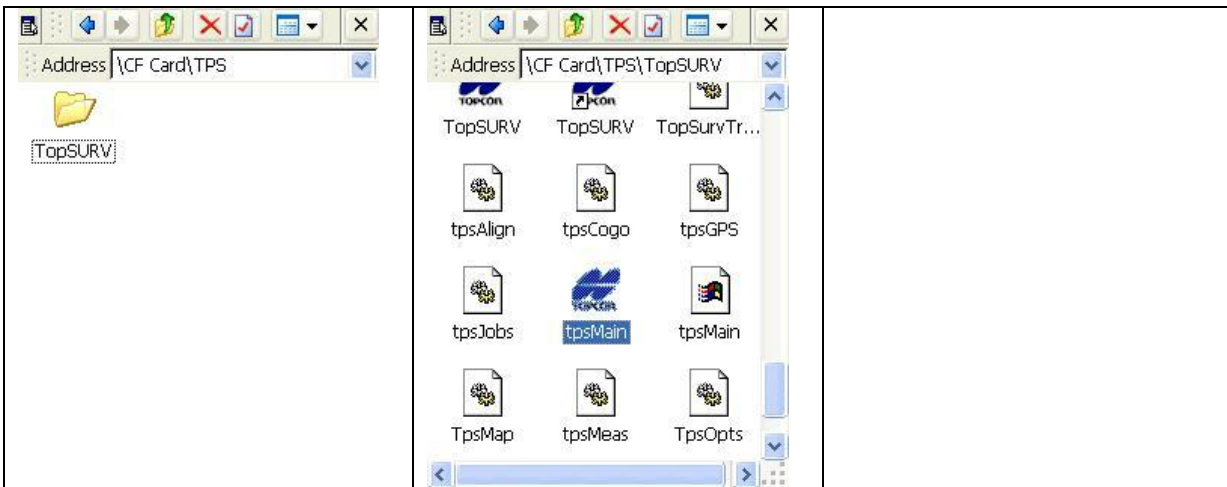 Address \CF Card\TPS
TopSURV
Address \CF Card\TPS\TopSURV
TOPCON
TopSURV TopSURV TopSurvTr...
tpsAlign tpsCogo tpsGPS
TOPCON
tpsJobs tpsMain tpsMain
TpsMap tpsMeas TpsOpts